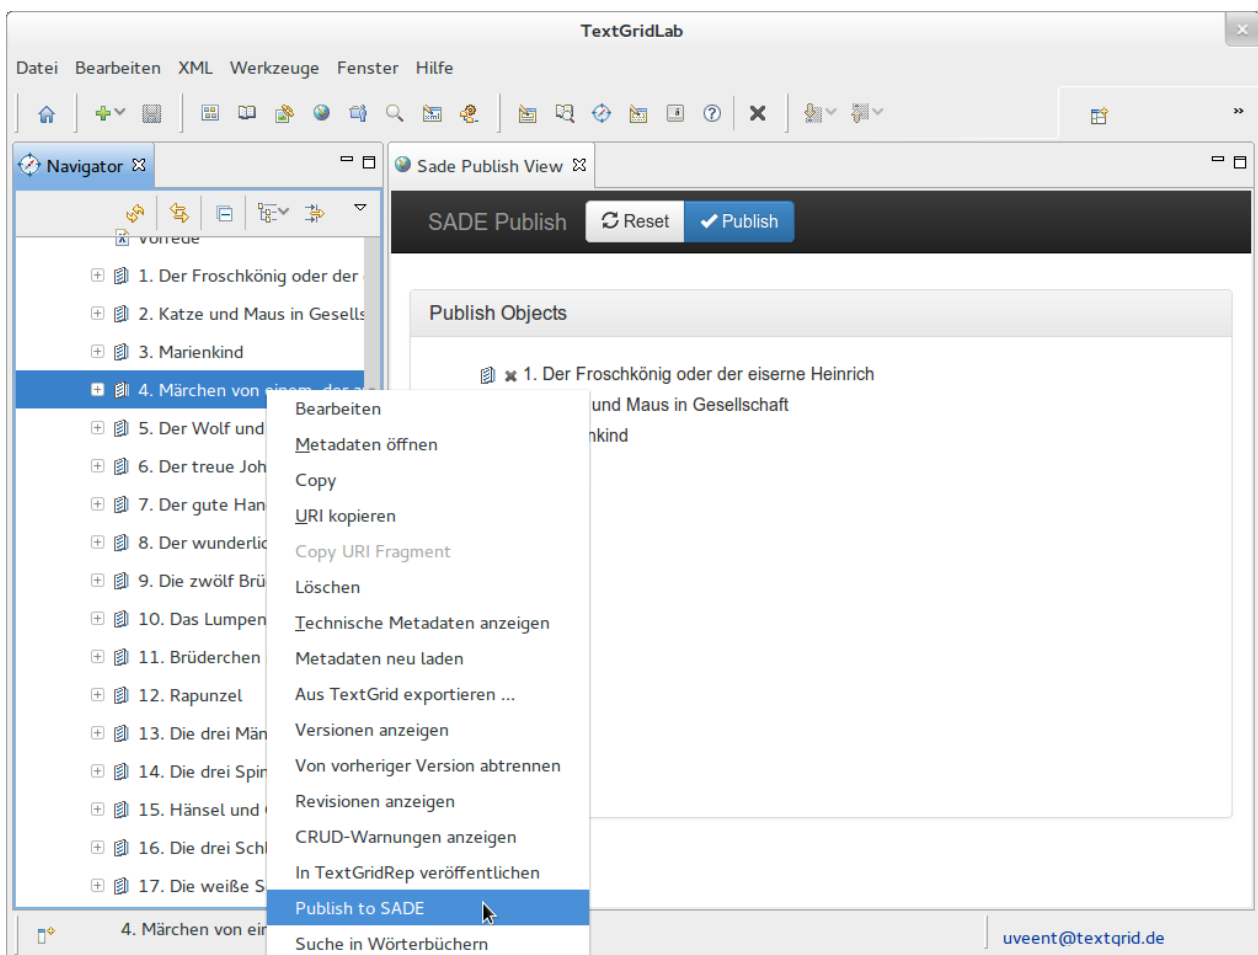 TextGridLab
Datei Bearbeiten XML Werkzeuge Fenster Hilfe
Navigator
Sade Publish View
SADE Publish Reset Publish
Vorrede
1. Der Froschkönig oder der
2. Katze und Maus in Gesells
3. Marienkind
4. Märchen von einem, der a
5. Der Wolf und
6. Der treue Joh
7. Der gute Han
8. Der wunderlic
9. Die zwölf Brü
10. Das Lumpen
11. Brüderchen
12. Rapunzel
13. Die drei Män
14. Die drei Spin
15. Hänsel und
16. Die drei Schl
17. Die weiße S
Publish Objects
1. Der Froschkönig oder der eiserne Heinrich
und Maus in Gesellschaft
nkind
Bearbeiten
Metadaten öffnen
Copy
URI kopieren
Copy URI Fragment
Löschen
Technische Metadaten anzeigen
Metadaten neu laden
Aus TextGrid exportieren ...
Versionen anzeigen
Von vorheriger Version abtrennen
Revisionen anzeigen
CRUD-Warnungen anzeigen
In TextGridRep veröffentlichen
Publish to SADE
Suche in Wörterbüchern
4. Märchen von ein
uveent@textgrid.de